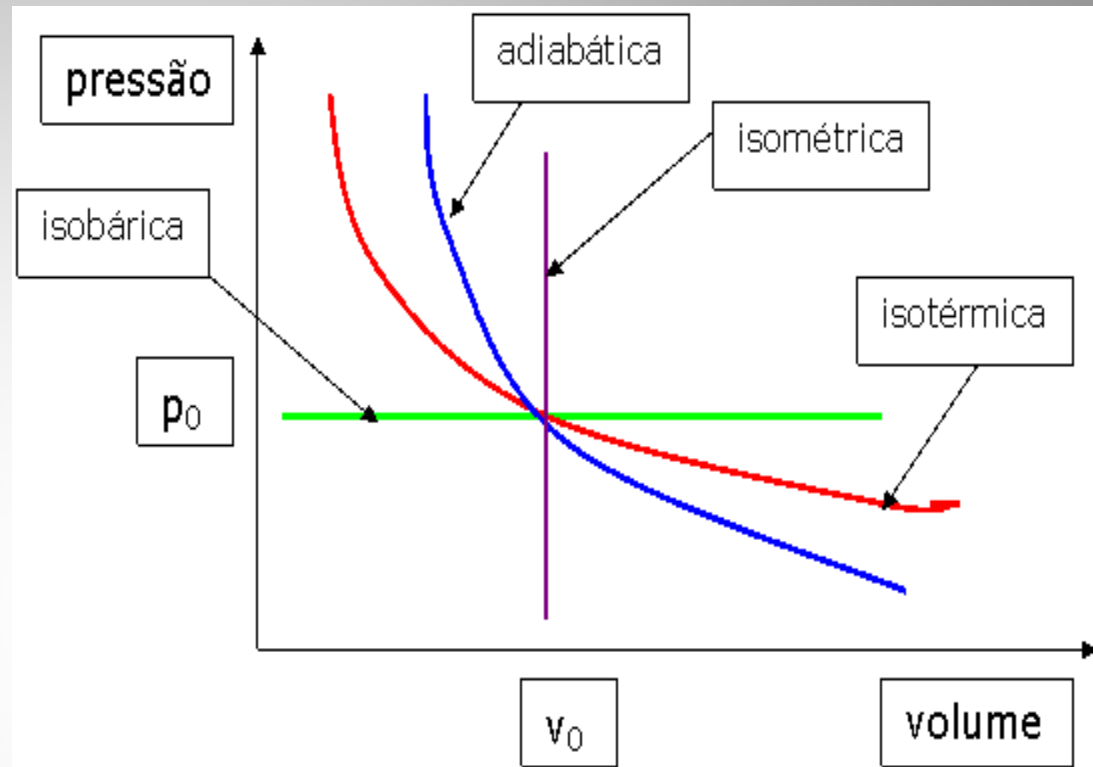 pressão
adiabática
isométrica
isobárica
isotérmica
p₀
v₀
volume